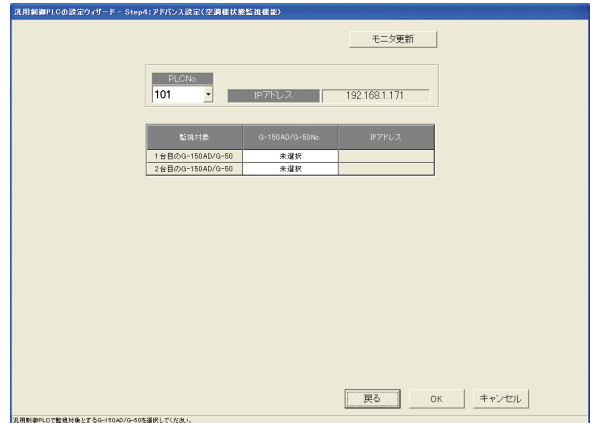 汎用制御PLCの設定ウィザード - Step4:アドバンス設定(空調機状態監視機能)
モニタ更新
PLCNo.
101
IPアドレス 192.168.1.171
監視対象 G-150AD/G-50No. IPアドレス
1台目のG-150AD/G-50 未選択
2台目のG-150AD/G-50 未選択
戻る OK キャンセル
汎用制御PLCで監視対象とするG-150AD/G-50を選択してください。